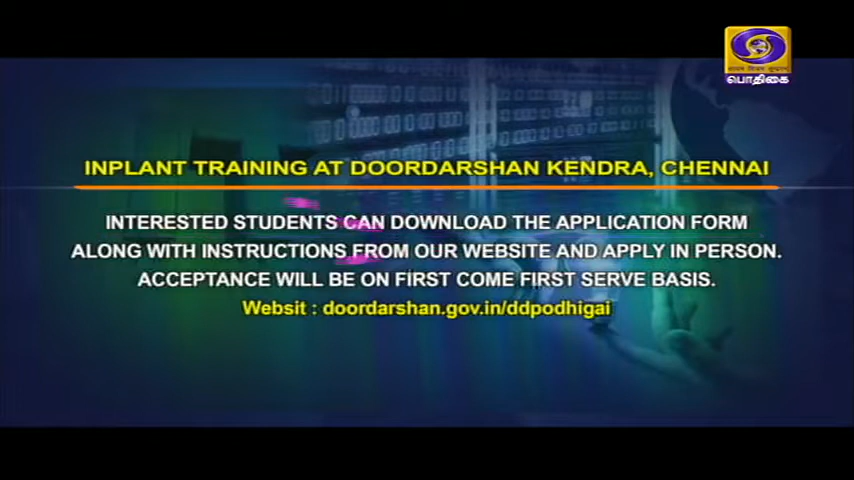 பொதிகை
INPLANT TRAINING AT DOORDARSHAN KENDRA, CHENNAI
INTERESTED STUDENTS CAN DOWNLOAD THE APPLICATION FORM
ALONG WITH INSTRUCTIONS FROM OUR WEBSITE AND APPLY IN PERSON.
ACCEPTANCE WILL BE ON FIRST COME FIRST SERVE BASIS.
Websit : doordarshan.gov.in/ddpodhigai